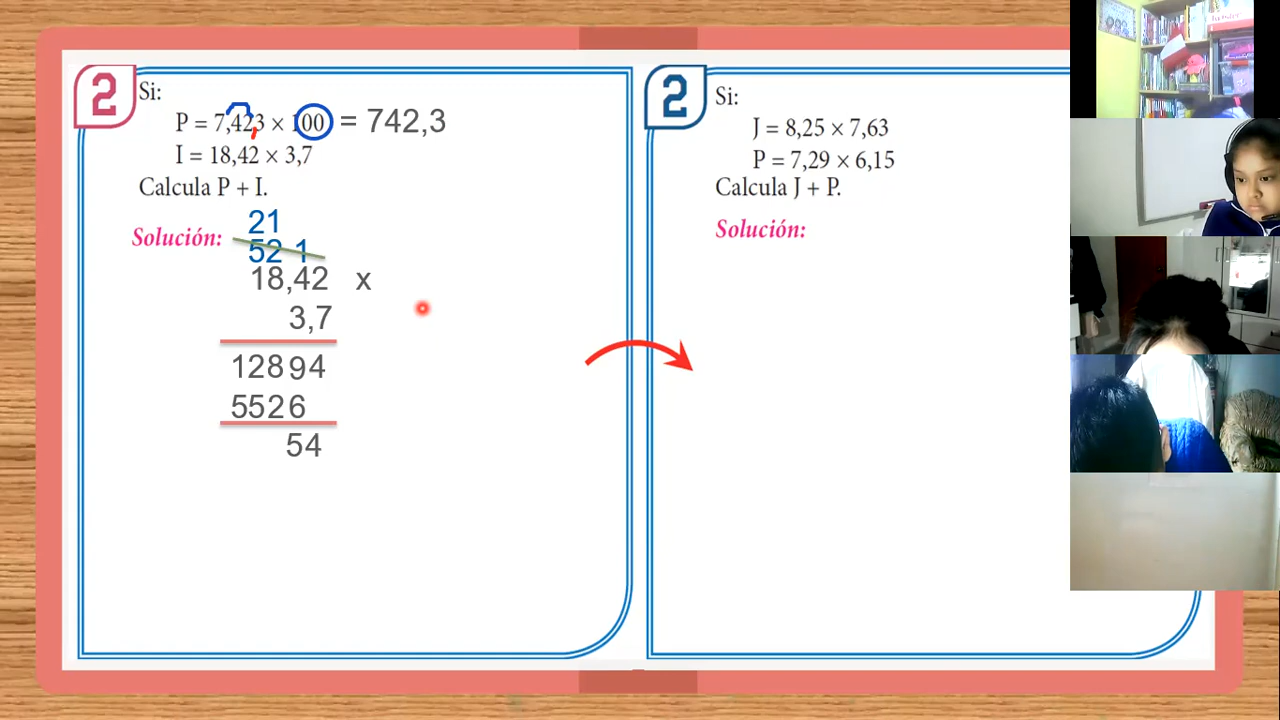 2
Si:
P = 7,423 × 100 = 742,3
I = 18,42 × 3,7
Calcula P + I.
Solución:
21
52 1
18,42 x
3,7
12894
5526
54
2
Si:
J = 8,25 × 7,63
P = 7,29 × 6,15
Calcula J + P.
Solución: